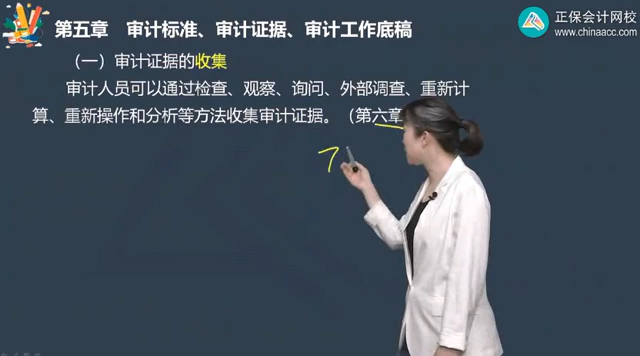 正保会计网校
www.chinaacc.com
第五章 审计标准、审计证据、审计工作底稿
（一）审计证据的收集
审计人员可以通过检查、观察、询问、外部调查、重新计
算、重新操作和分析等方法收集审计证据。（第六章
7